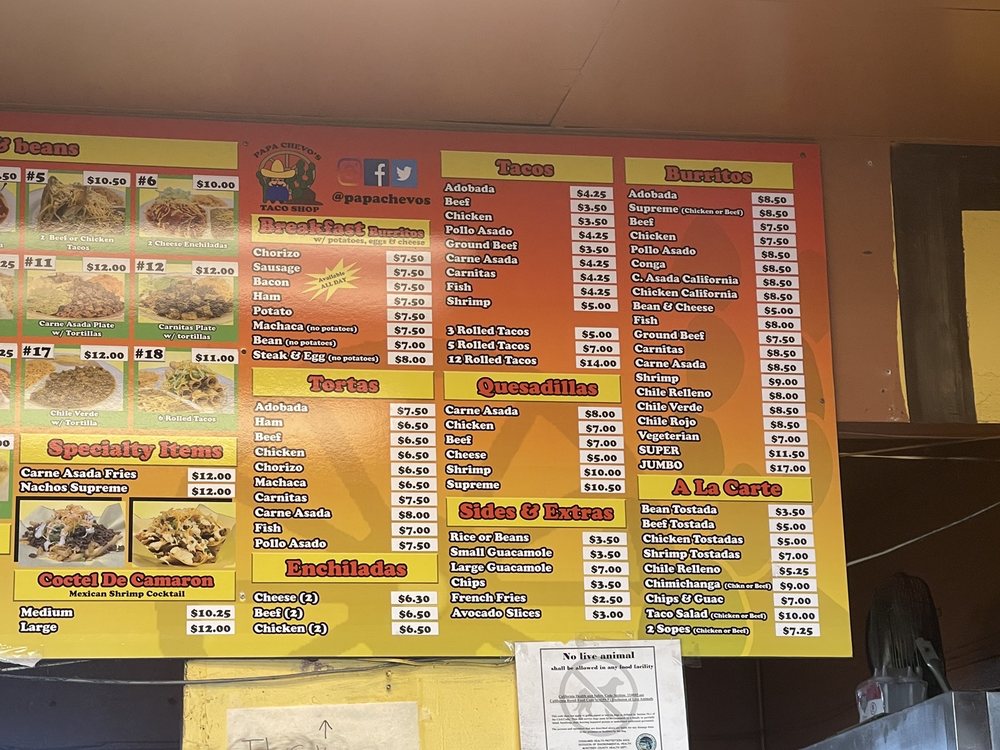 & beans
#5 $10.50
2 Beef or Chicken
Tacos
#6 $10.00
2 Cheese Enchiladas
#11 $12.00
Carne Asada Plate
w/ Tortillas
#12 $12.00
Carnitas Plate
w/ tortillas
#17 $12.00
Chile Verde
w/ Tortillas
#18 $11.00
6 Rolled Tacos
Specialty Items
Carne Asada Fries $12.00
Nachos Supreme $12.00
Coctel De Camaron
Mexican Shrimp Cocktail
Medium $10.25
Large $12.00
PAPA CHEVO'S
TACO SHOP
@papachevos
Breakfast Burritos
w/ potatoes, eggs & cheese
Available
ALL DAY
Chorizo $7.50
Sausage $7.50
Bacon $7.50
Ham $7.50
Potato $7.50
Machaca (no potatoes) $7.50
Bean (no potatoes) $7.00
Steak & Egg (no potatoes) $8.00
Tortas
Adobada $7.50
Ham $6.50
Beef $6.50
Chicken $6.50
Chorizo $6.50
Machaca $6.50
Carnitas $7.50
Carne Asada $8.00
Fish $7.00
Pollo Asado $7.50
Enchiladas
Cheese (2) $6.30
Beef (2) $6.50
Chicken (2) $6.50
Tacos
Adobada $4.25
Beef $3.50
Chicken $3.50
Pollo Asado $4.25
Ground Beef $3.50
Carne Asada $4.25
Carnitas $4.25
Fish $4.25
Shrimp $5.00
3 Rolled Tacos $5.00
5 Rolled Tacos $7.00
12 Rolled Tacos $14.00
Quesadillas
Carne Asada $8.00
Chicken $7.00
Beef $7.00
Cheese $5.00
Shrimp $10.00
Supreme $10.50
Sides & Extras
Rice or Beans $3.50
Small Guacamole $3.50
Large Guacamole $7.00
Chips $3.50
French Fries $2.50
Avocado Slices $3.00
Burritos
Adobada $8.50
Supreme (Chicken or Beef) $8.50
Beef $7.50
Chicken $7.50
Pollo Asado $8.50
Conga $8.50
C. Asada California $8.50
Chicken California $8.50
Bean & Cheese $5.00
Fish $8.00
Ground Beef $7.50
Carnitas $8.50
Carne Asada $8.50
Shrimp $9.00
Chile Relleno $8.00
Chile Verde $8.50
Chile Rojo $8.50
Vegeterian $7.00
SUPER $11.50
JUMBO $17.00
A La Carte
Bean Tostada $3.50
Beef Tostada $5.00
Chicken Tostadas $5.00
Shrimp Tostadas $7.00
Chile Relleno $5.25
Chimichanga (Chkn or Beef) $9.00
Chips & Guac $7.00
Taco Salad (Chicken or Beef) $10.00
2 Sopes (Chicken or Beef) $7.25
No live animal
shall be allowed in any food facility